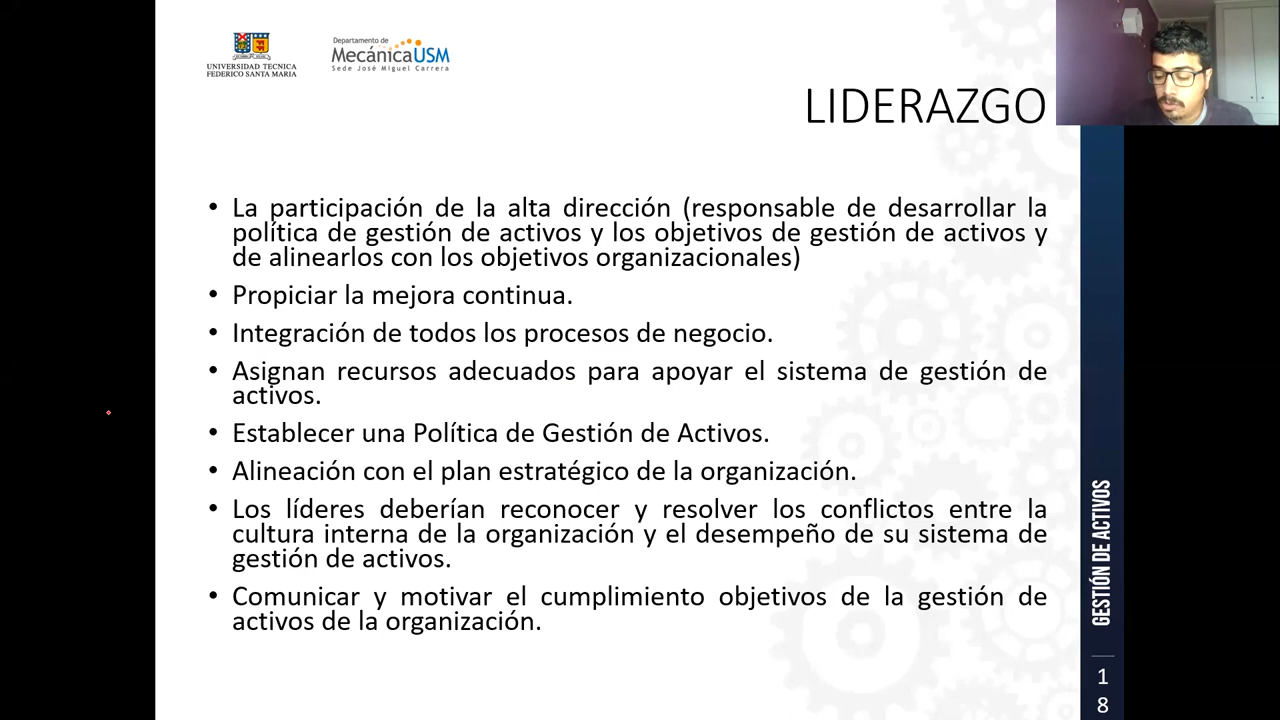 UNIVERSIDAD TECNICA
FEDERICO SANTA MARIA
Departamento de
MecánicaUSM
Sede José Miguel Carrera
LIDERAZGO
• La participación de la alta dirección (responsable de desarrollar la
política de gestión de activos y los objetivos de gestión de activos y
de alinearlos con los objetivos organizacionales)
• Propiciar la mejora continua.
• Integración de todos los procesos de negocio.
• Asignan recursos adecuados para apoyar el sistema de gestión de
activos.
• Establecer una Política de Gestión de Activos.
• Alineación con el plan estratégico de la organización.
• Los líderes deberían reconocer y resolver los conflictos entre la
cultura interna de la organización y el desempeño de su sistema de
gestión de activos.
• Comunicar y motivar el cumplimiento objetivos de la gestión de
activos de la organización.
GESTIÓN DE ACTIVOS
1
8